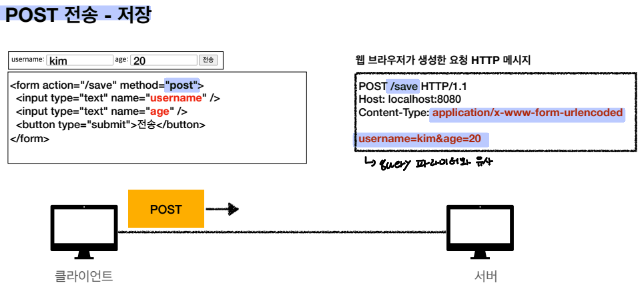 POST 전송 - 저장
username: kim age: 20 전송
<form action="/save" method="post">
<input type="text" name="username" />
<input type="text" name="age" />
<button type="submit">전송</button>
</form>
웹 브라우저가 생성한 요청 HTTP 메시지
POST /save HTTP/1.1
Host: localhost:8080
Content-Type: application/x-www-form-urlencoded
username=kim&age=20
↳ query 파라미터와 유사
POST
클라이언트
서버